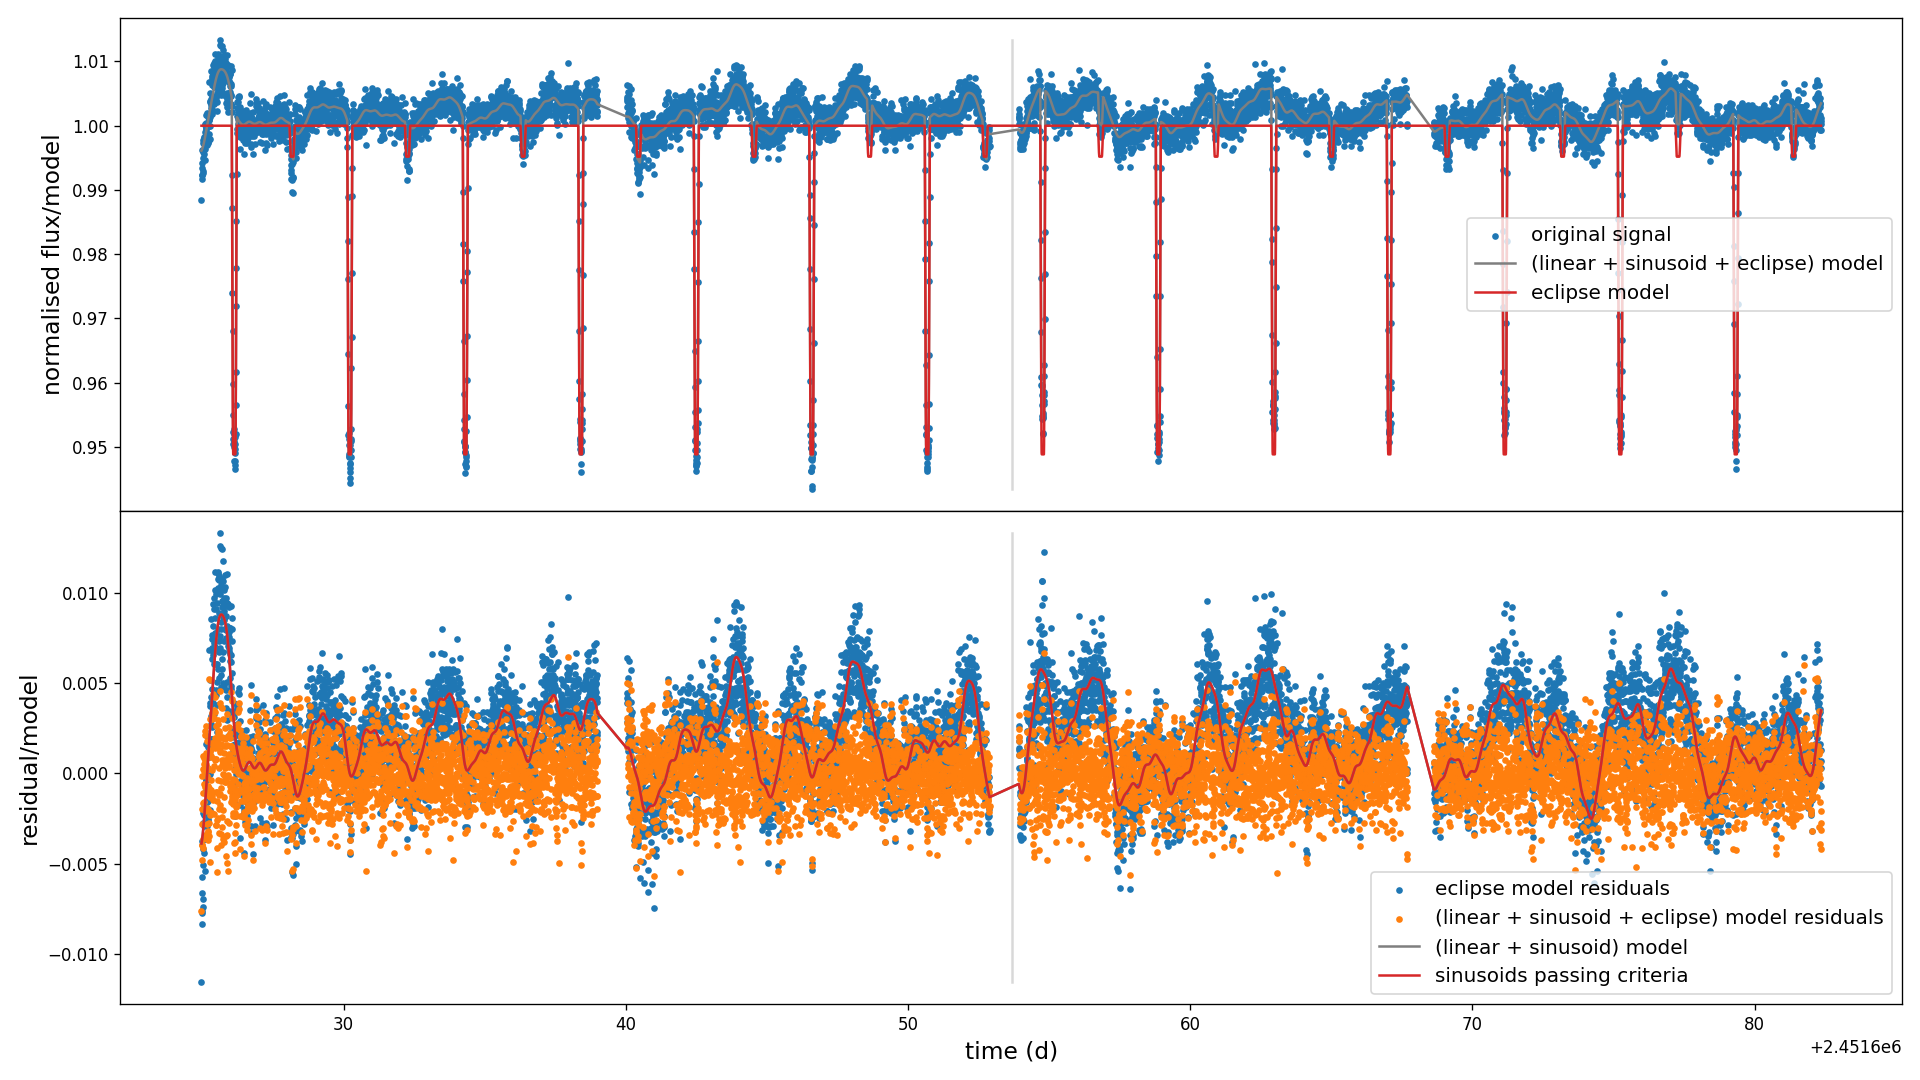 normalised flux/model
1.01
1.00
0.99
0.98
0.97
0.96
0.95
original signal
(linear + sinusoid + eclipse) model
eclipse model
residual/model
0.010
0.005
0.000
−0.005
−0.010
eclipse model residuals
(linear + sinusoid + eclipse) model residuals
(linear + sinusoid) model
sinusoids passing criteria
30
40
50
60
70
80
time (d)
+2.4516e6